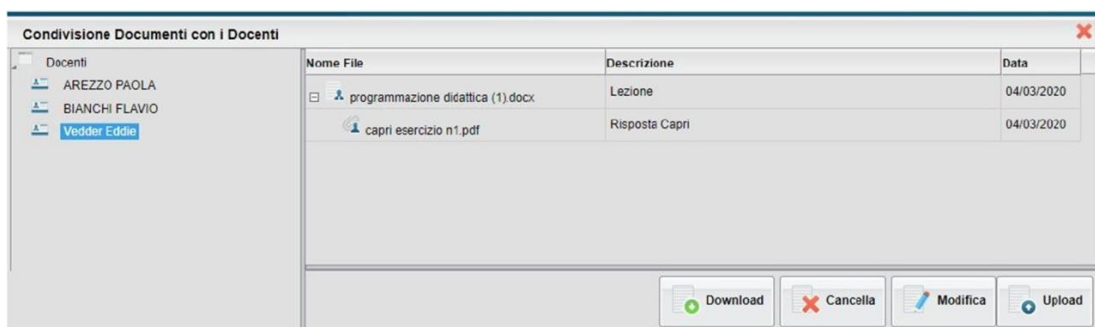 Condivisione Documenti con i Docenti
Docenti
AREZZO PAOLA
BIANCHI FLAVIO
Vedder Eddie
Nome File Descrizione Data
programmazione didattica (1).docx Lezione 04/03/2020
capri esercizio n1.pdf Risposta Capri 04/03/2020
Download Cancella Modifica Upload